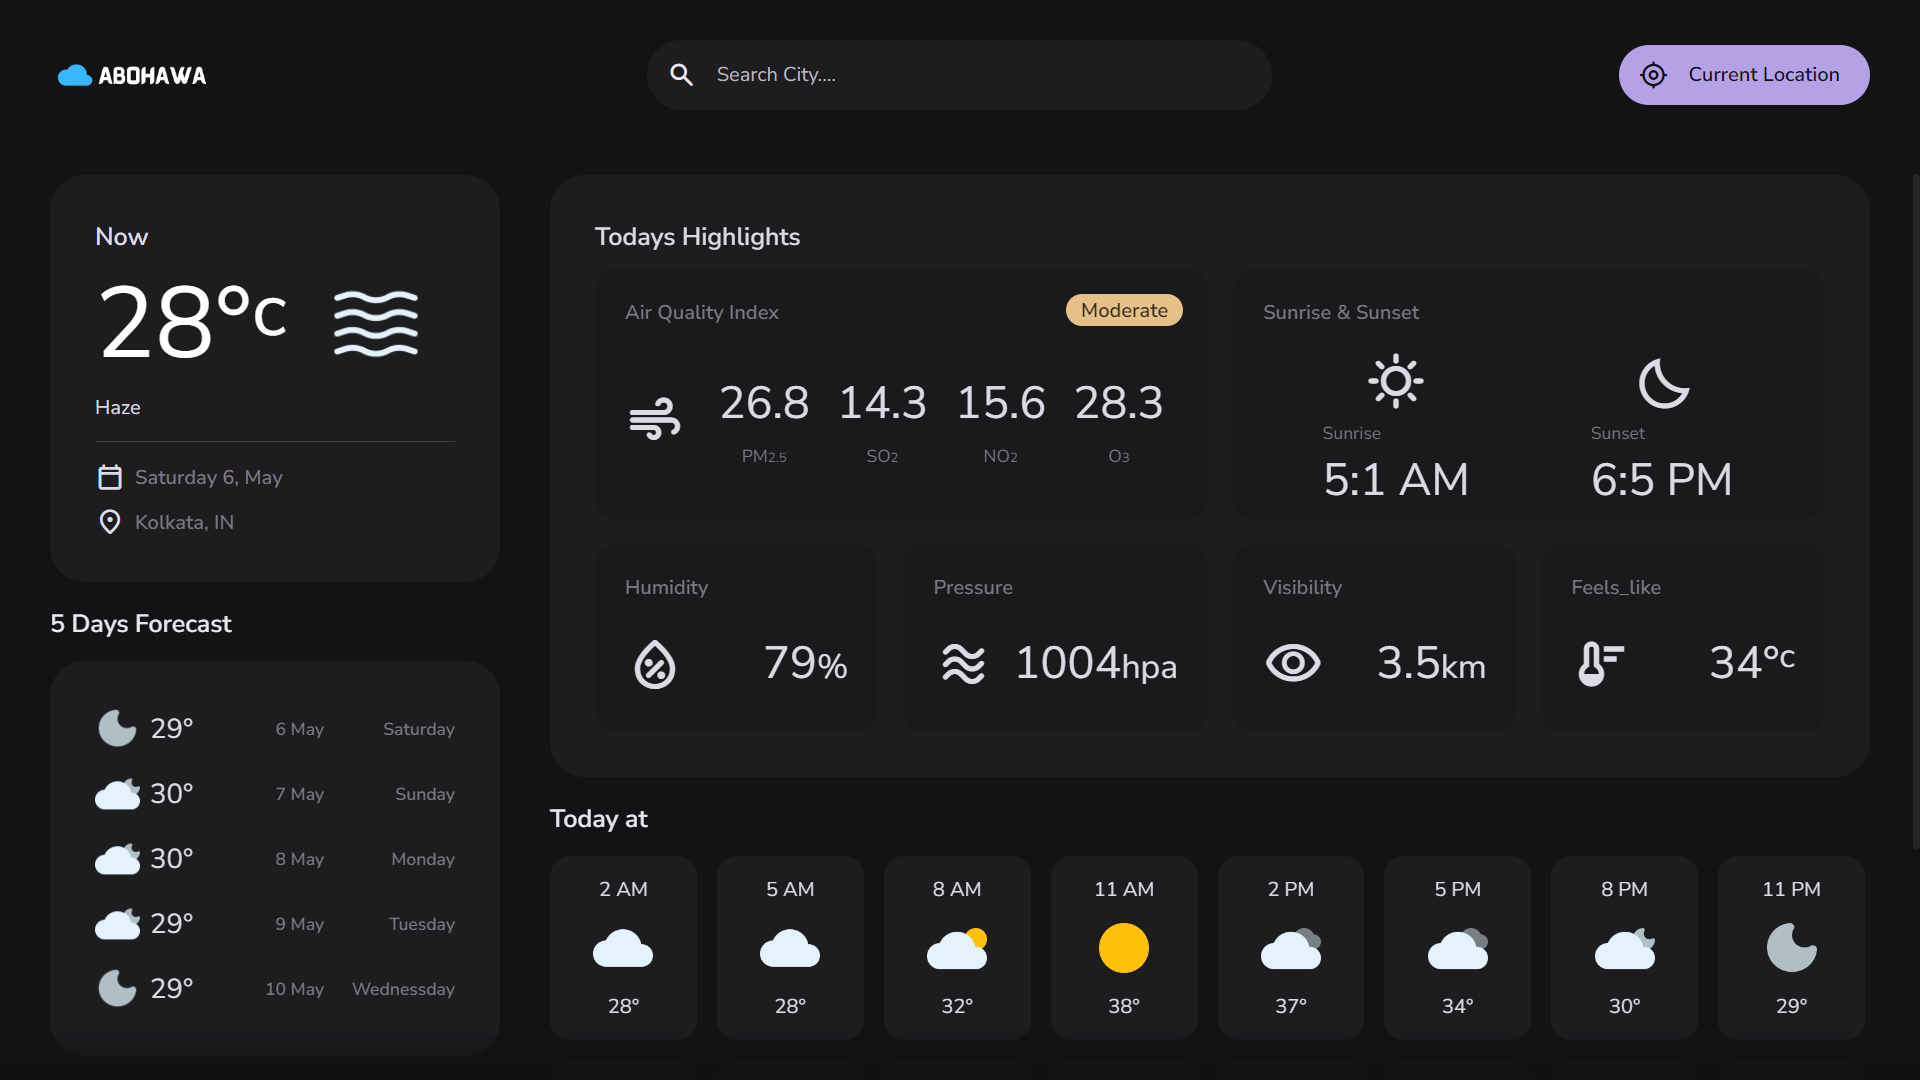 ABOHAWA
Search City....
Current Location
Now
28°c
Haze
Saturday 6, May
Kolkata, IN
5 Days Forecast
29° 6 May Saturday
30° 7 May Sunday
30° 8 May Monday
29° 9 May Tuesday
29° 10 May Wednessday
Todays Highlights
Air Quality Index
Moderate
26.8 14.3 15.6 28.3
PM2.5 SO2 NO2 O3
Sunrise & Sunset
Sunrise
5:1 AM
Sunset
6:5 PM
Humidity
79%
Pressure
1004hpa
Visibility
3.5km
Feels_like
34°c
Today at
2 AM 5 AM 8 AM 11 AM 2 PM 5 PM 8 PM 11 PM
28° 28° 32° 38° 37° 34° 30° 29°